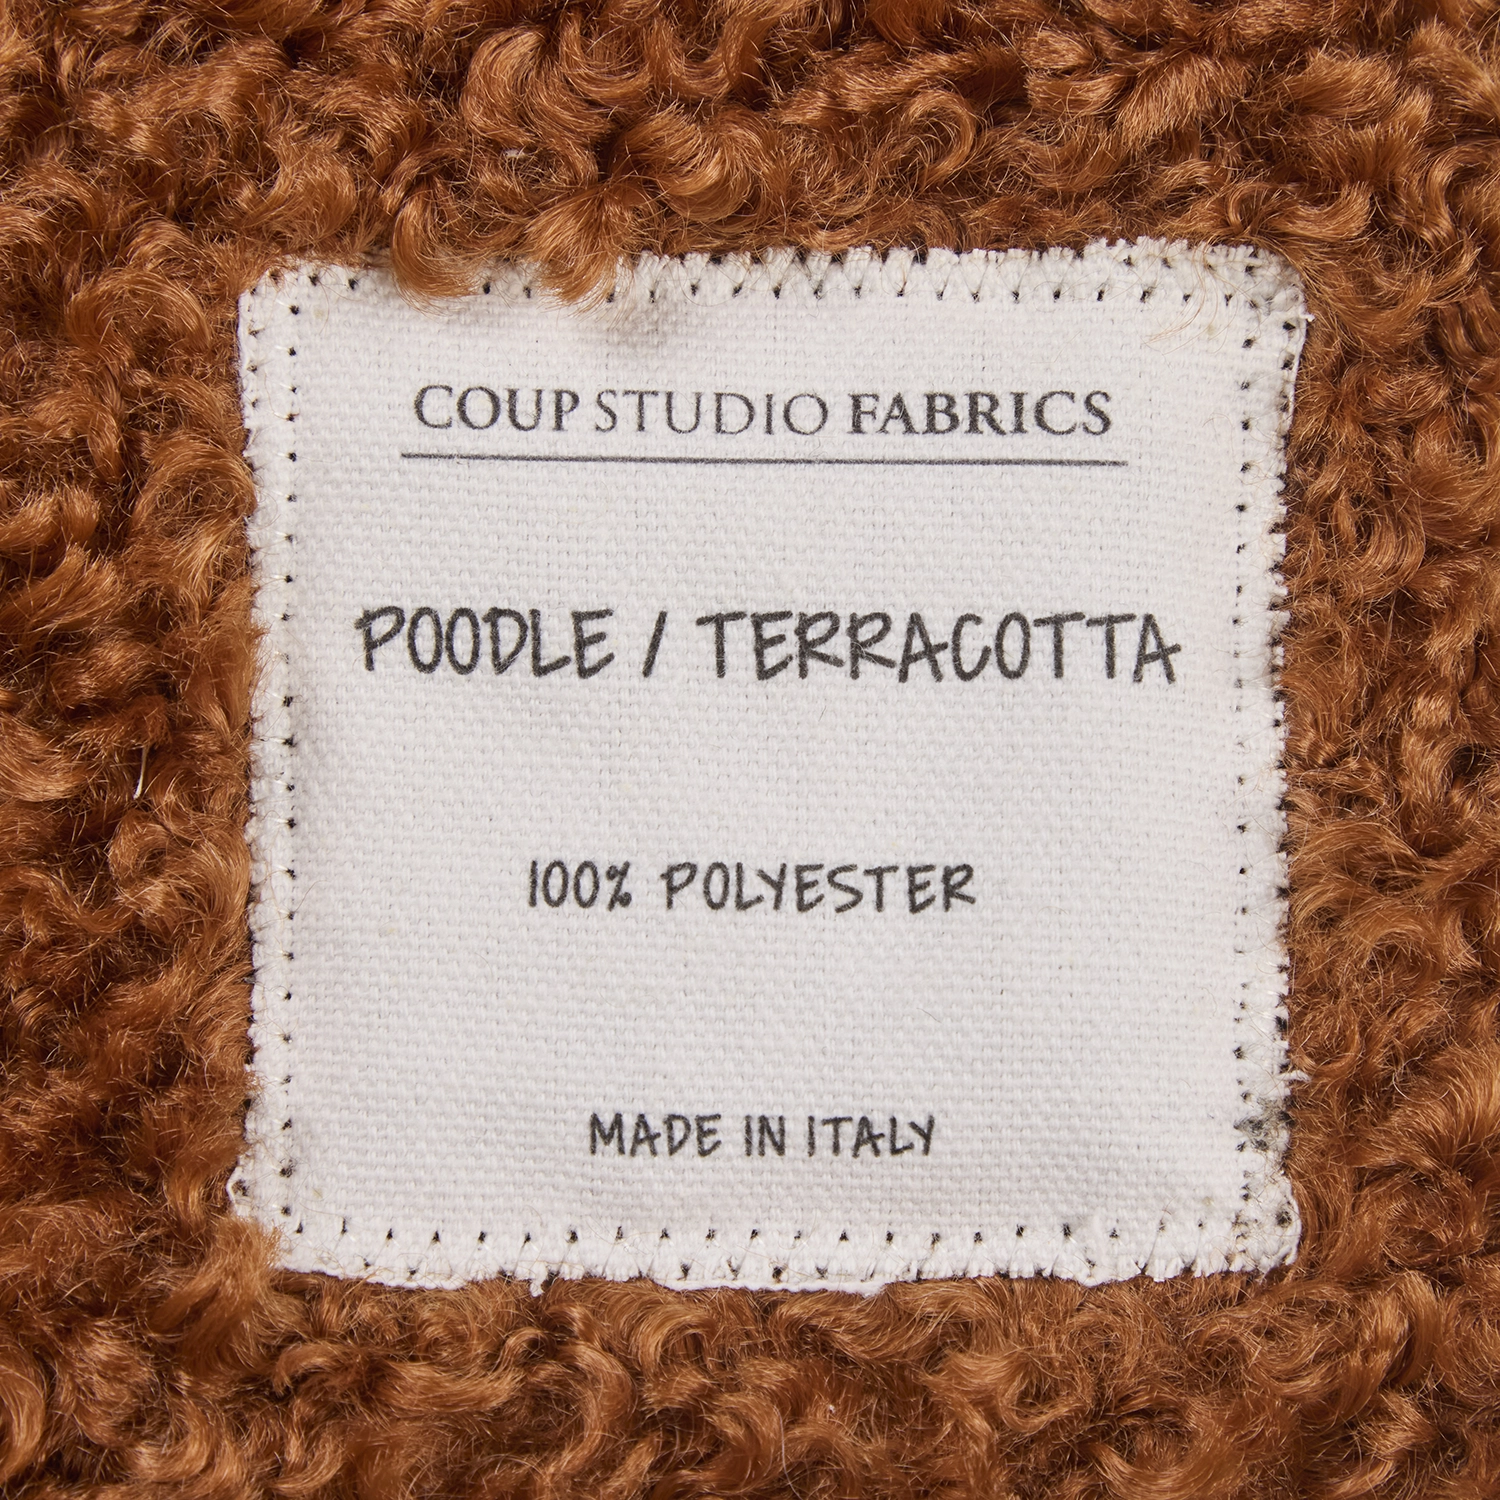 COUP STUDIO FABRICS
POODLE / TERRACOTTA
100% POLYESTER
MADE IN ITALY